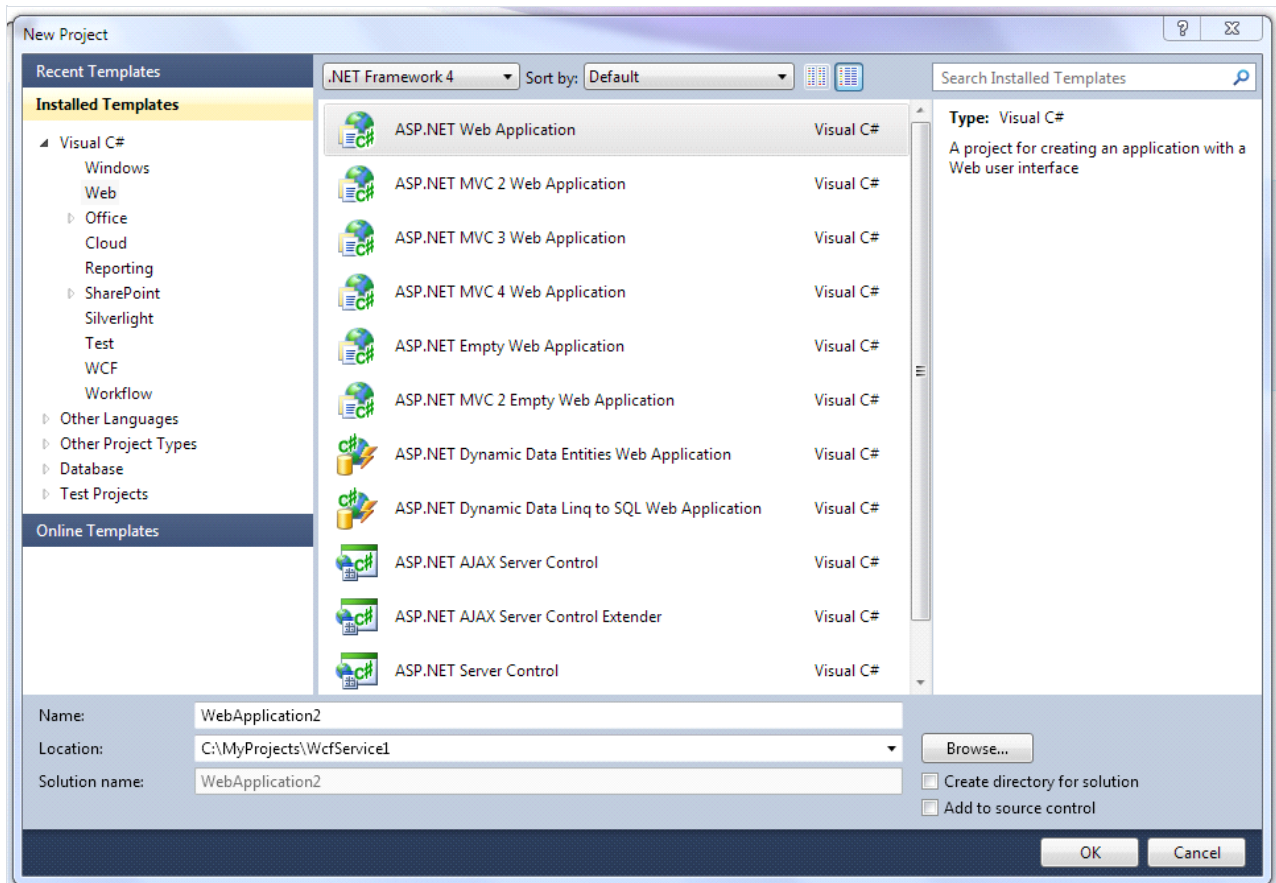 New Project
Recent Templates
Installed Templates
Visual C#
Windows
Web
Office
Cloud
Reporting
SharePoint
Silverlight
Test
WCF
Workflow
Other Languages
Other Project Types
Database
Test Projects
Online Templates
.NET Framework 4 Sort by: Default
ASP.NET Web Application Visual C#
ASP.NET MVC 2 Web Application Visual C#
ASP.NET MVC 3 Web Application Visual C#
ASP.NET MVC 4 Web Application Visual C#
ASP.NET Empty Web Application Visual C#
ASP.NET MVC 2 Empty Web Application Visual C#
ASP.NET Dynamic Data Entities Web Application Visual C#
ASP.NET Dynamic Data Linq to SQL Web Application Visual C#
ASP.NET AJAX Server Control Visual C#
ASP.NET AJAX Server Control Extender Visual C#
ASP.NET Server Control Visual C#
Search Installed Templates
Type: Visual C#
A project for creating an application with a
Web user interface
Name: WebApplication2
Location: C:\MyProjects\WcfService1 Browse...
Solution name: WebApplication2
Create directory for solution
Add to source control
OK Cancel